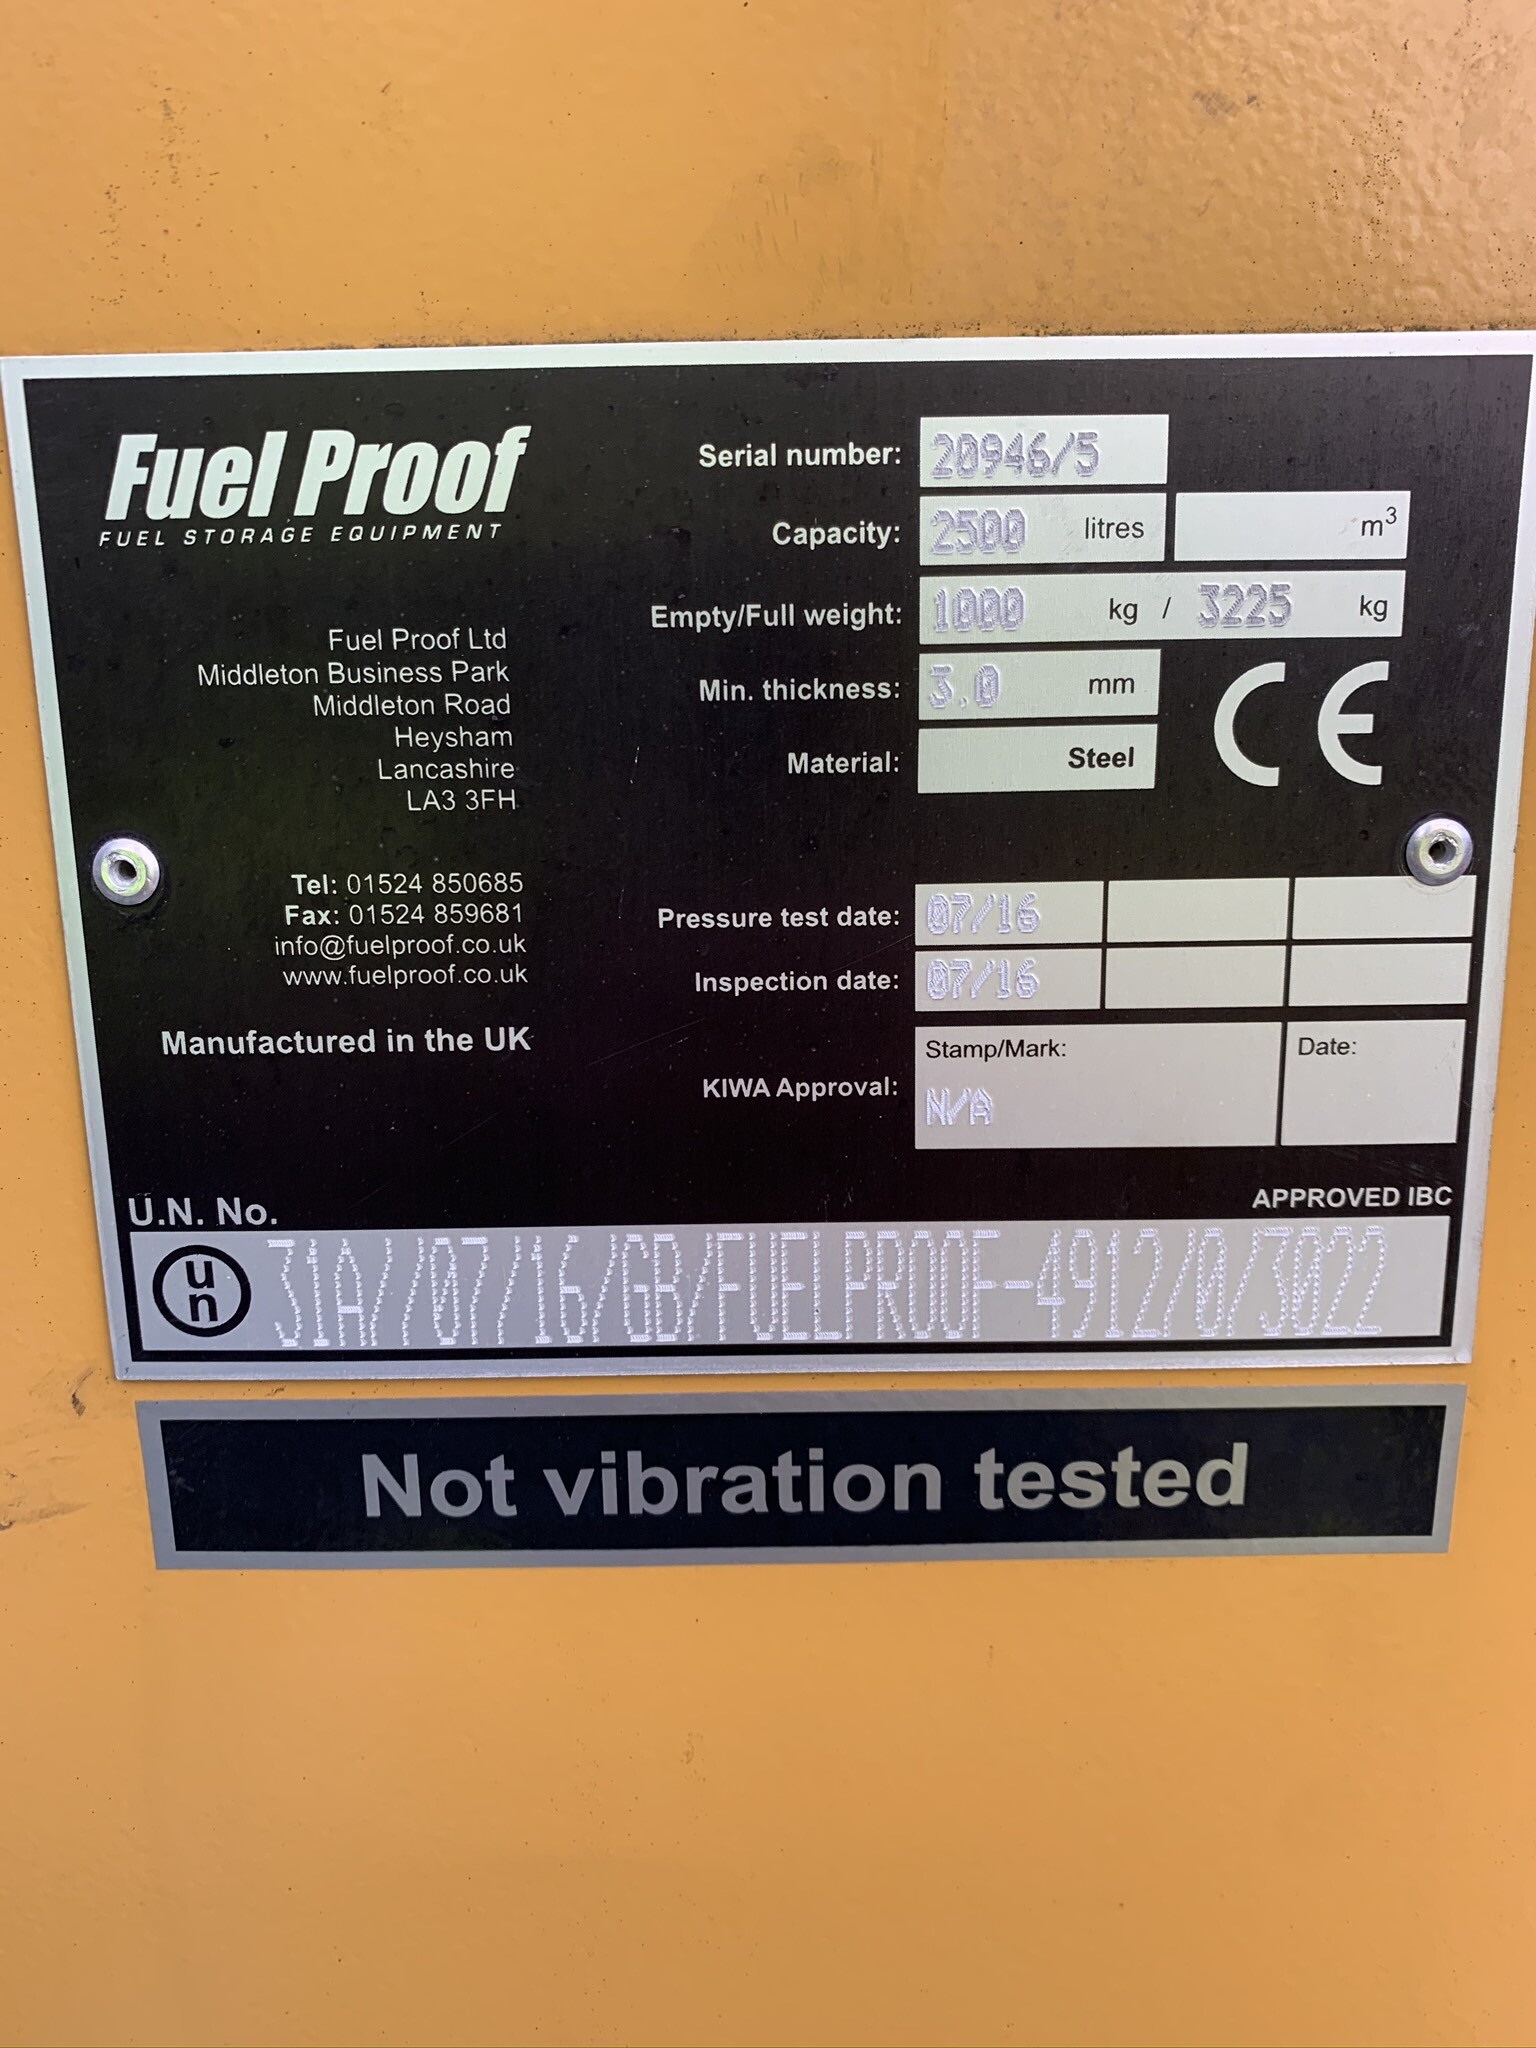 Fuel Proof
FUEL STORAGE EQUIPMENT
Fuel Proof Ltd
Middleton Business Park
Middleton Road
Heysham
Lancashire
LA3 3FH
Tel: 01524 850685
Fax: 01524 859681
info@fuelproof.co.uk
www.fuelproof.co.uk
Manufactured in the UK
Serial number: 20946/5
Capacity: 2500 litres m³
Empty/Full weight: 1000 kg / 3225 kg
Min. thickness: 3.0 mm
Material: Steel
CE
Pressure test date: 07/16
Inspection date: 07/16
KIWA Approval: Stamp/Mark: N/A Date:
U.N. No. APPROVED IBC
un 31A//07/16/GB/FUELPROOF-4912/0/3022
Not vibration tested